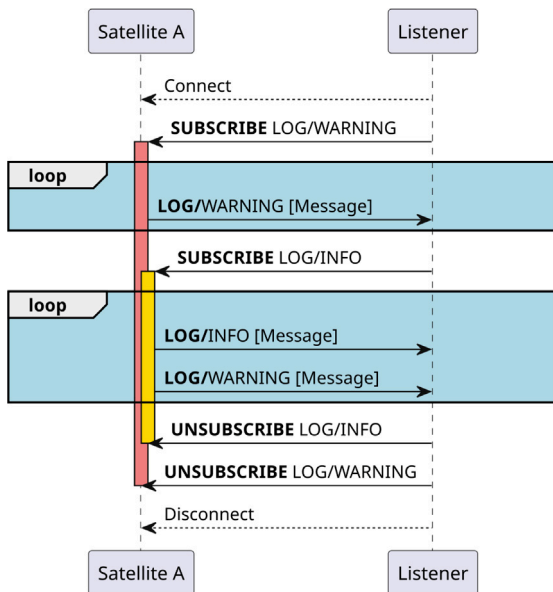 Satellite A
Listener
Connect
SUBSCRIBE LOG/WARNING
loop
LOG/WARNING [Message]
SUBSCRIBE LOG/INFO
loop
LOG/INFO [Message]
LOG/WARNING [Message]
UNSUBSCRIBE LOG/INFO
UNSUBSCRIBE LOG/WARNING
Disconnect
Satellite A
Listener